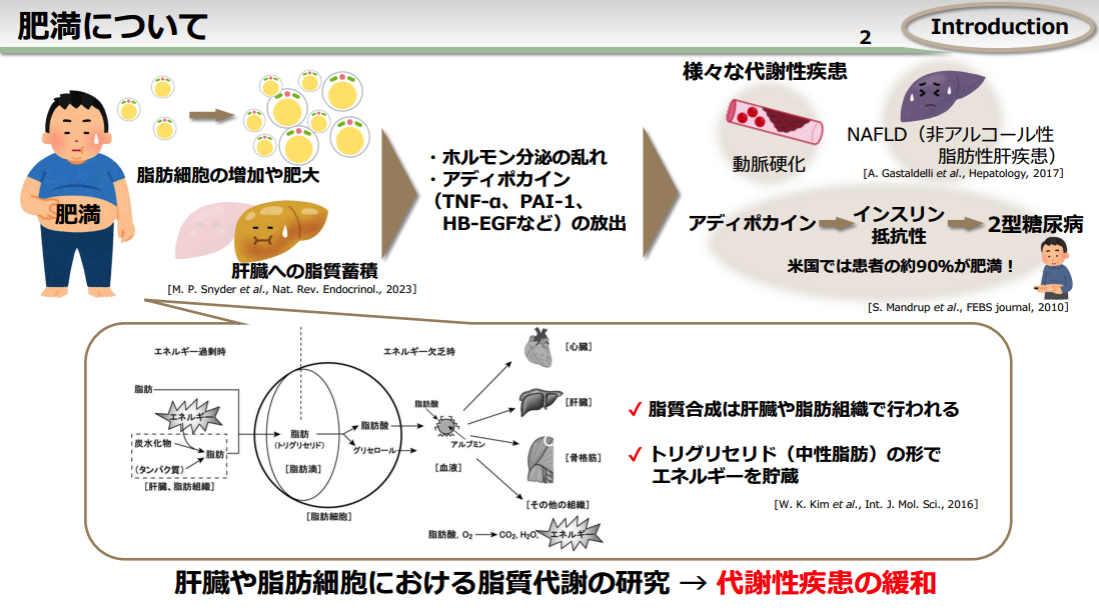 肥満について
2
Introduction
肥満
脂肪細胞の増加や肥大
肝臓への脂質蓄積
[M. P. Snyder et al., Nat. Rev. Endocrinol., 2023]
・ホルモン分泌の乱れ
・アディポカイン
（TNF-α、PAI-1、
HB-EGFなど）の放出
様々な代謝性疾患
動脈硬化
NAFLD（非アルコール性
脂肪性肝疾患）
[A. Gastaldelli et al., Hepatology, 2017]
アディポカイン
インスリン
抵抗性
2型糖尿病
米国では患者の約90%が肥満！
[S. Mandrup et al., FEBS journal, 2010]
エネルギー過剰時
エネルギー欠乏時
脂肪
エネルギー
炭水化物
脂肪
(タンパク質)
[肝臓、脂肪組織]
脂肪
(トリグリセリド)
[脂肪滴]
[脂肪細胞]
脂肪酸
グリセロール
脂肪酸
アルブミン
[血液]
[心臓]
[肝臓]
[骨格筋]
[その他の組織]
脂肪酸, O₂ → CO₂, H₂O, エネルギー
✓ 脂質合成は肝臓や脂肪組織で行われる
✓ トリグリセリド（中性脂肪）の形で
エネルギーを貯蔵
[W. K. Kim et al., Int. J. Mol. Sci., 2016]
肝臓や脂肪細胞における脂質代謝の研究 → 代謝性疾患の緩和